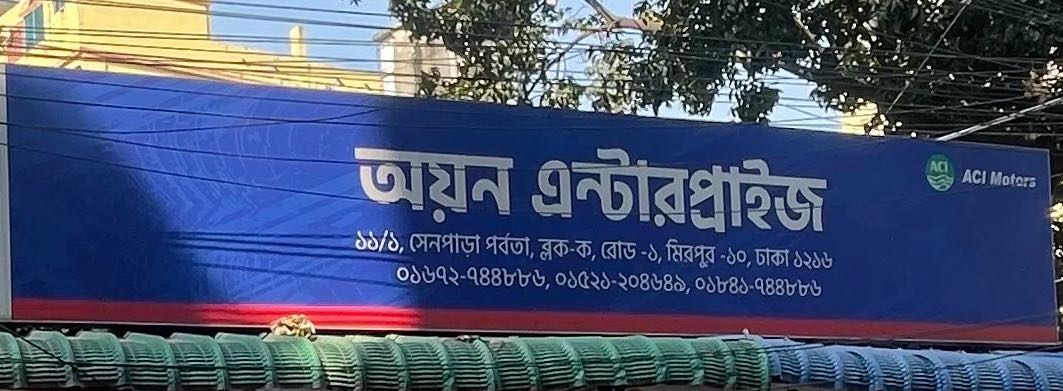 অয়ন এন্টারপ্রাইজ
ACI
ACI Motors
১১/১, সেনপাড়া পর্বতা, ব্লক-ক, রোড -১, মিরপুর -১০, ঢাকা ১২১৬
০১৬৭২-৭৪৪৮৮৬, ০১৫২১-২০৪৬৪৯, ০১৮৪১-৭৪৪৮৮৬